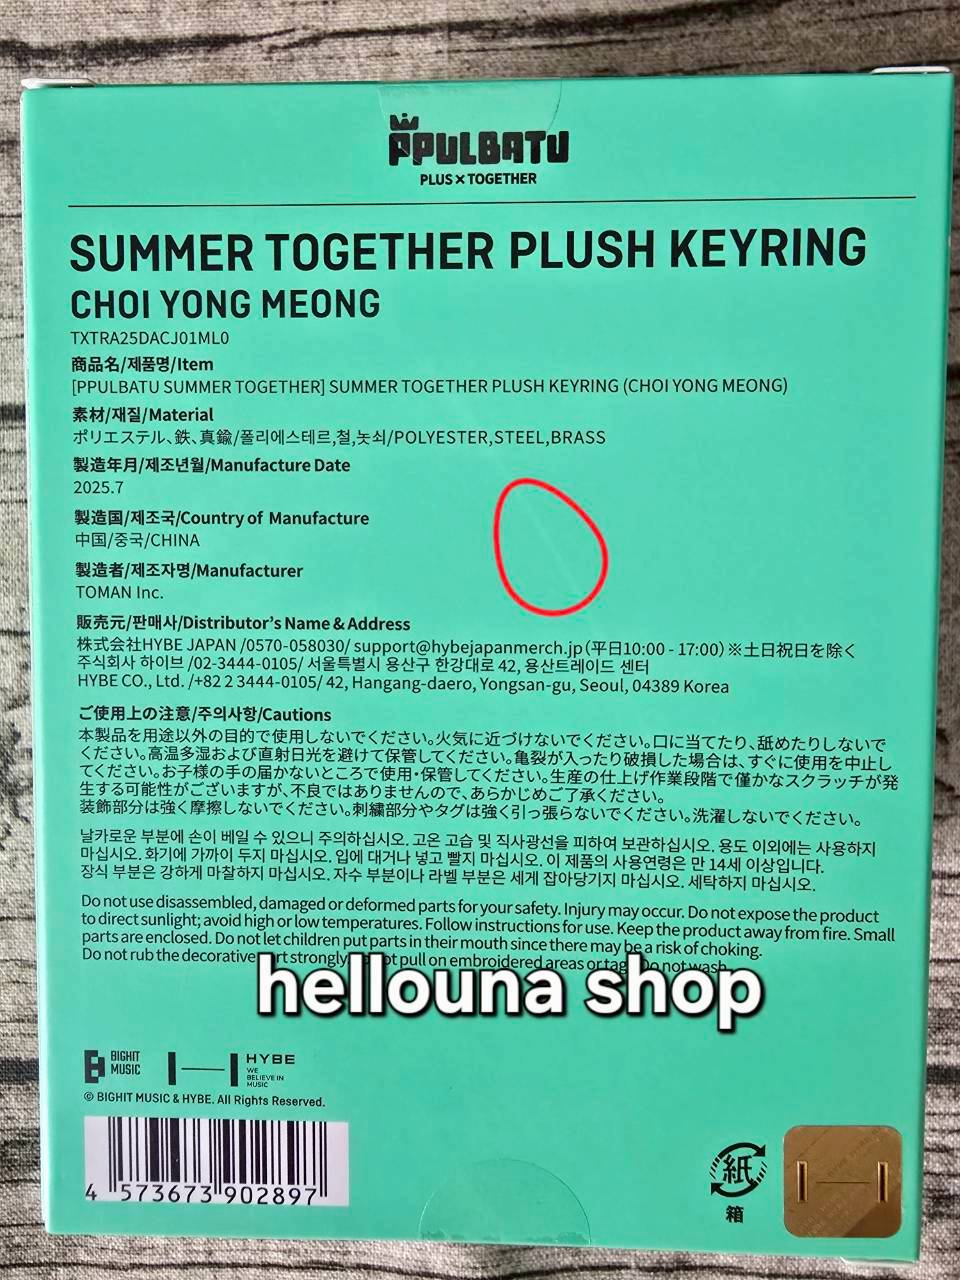 PPULBATU
PLUS×TOGETHER
SUMMER TOGETHER PLUSH KEYRING
CHOI YONG MEONG
TXTRA25DACJ01ML0
商品名/제품명/Item
[PPULBATU SUMMER TOGETHER] SUMMER TOGETHER PLUSH KEYRING (CHOI YONG MEONG)
素材/재질/Material
ポリエステル、鉄、真鍮/폴리에스테르,철,놋쇠/POLYESTER,STEEL,BRASS
製造年月/제조년월/Manufacture Date
2025.7
製造国/제조국/Country of Manufacture
中国/중국/CHINA
製造者/제조자명/Manufacturer
TOMAN Inc.
販売元/판매사/Distributor's Name & Address
株式会社HYBE JAPAN /0570-058030/ support@hybejapanmerch.jp (平日10:00 - 17:00) ※土日祝日を除く
주식회사 하이브 /02-3444-0105/ 서울특별시 용산구 한강대로 42, 용산트레이드 센터
HYBE CO., Ltd. /+82 2 3444-0105/ 42, Hangang-daero, Yongsan-gu, Seoul, 04389 Korea
ご使用上の注意/주의사항/Cautions
本製品を用途以外の目的で使用しないでください。火気に近づけないでください。口に当てたり、舐めたりしないで
ください。高温多湿および直射日光を避けて保管してください。亀裂が入ったり破損した場合は、すぐに使用を中止し
てください。お子様の手の届かないところで使用・保管してください。生産の仕上げ作業段階で僅かなスクラッチが発
生する可能性がございますが、不良ではありませんので、あらかじめご了承ください。
装飾部分は強く摩擦しないでください。刺繍部分やタグは強く引っ張らないでください。洗濯しないでください。
날카로운 부분에 손이 베일 수 있으니 주의하십시오. 고온 고습 및 직사광선을 피하여 보관하십시오. 용도 이외에는 사용하지
마십시오. 화기에 가까이 두지 마십시오. 입에 대거나 넣고 빨지 마십시오. 이 제품의 사용연령은 만 14세 이상입니다.
장식 부분은 강하게 마찰하지 마십시오. 자수 부분이나 라벨 부분은 세게 잡아당기지 마십시오. 세탁하지 마십시오.
Do not use disassembled, damaged or deformed parts for your safety. Injury may occur. Do not expose the product
to direct sunlight; avoid high or low temperatures. Follow instructions for use. Keep the product away from fire. Small
parts are enclosed. Do not let children put parts in their mouth since there may be a risk of choking.
Do not rub the decorative strongly pull on embroidered areas or Do not wash
hellouna shop
BIGHIT
MUSIC
HYBE
WE
BELIEVE IN
MUSIC
© BIGHIT MUSIC & HYBE. All Rights Reserved.
4 573673 902897
紙
箱